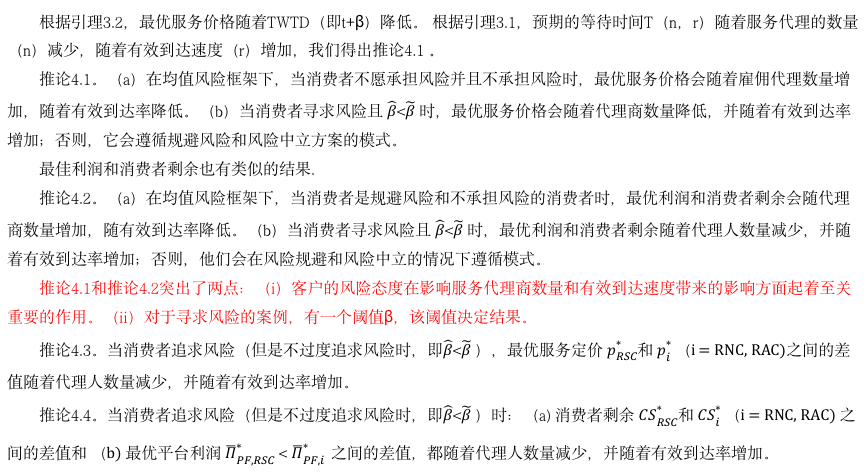 根据引理3.2，最优服务价格随着TWTD（即t+β）降低。 根据引理3.1，预期的等待时间T（n，r）随着服务代理的数量
（n）减少，随着有效到达速度（r）增加，我们得出推论4.1 。
推论4.1。（a）在均值风险框架下，当消费者不愿承担风险并且不承担风险时，最优服务价格会随着雇佣代理数量增
加，随着有效到达率降低。（b）当消费者寻求风险且 β̂<β̃ 时，最优服务价格会随着代理商数量降低，并随着有效到达率
增加；否则，它会遵循规避风险和风险中立方案的模式。
最佳利润和消费者剩余也有类似的结果.
推论4.2。（a）在均值风险框架下，当消费者是规避风险和不承担风险的消费者时，最优利润和消费者剩余会随代理
商数量增加，随有效到达率降低。（b）当消费者寻求风险且 β̂<β̃ 时，最优利润和消费者剩余随着代理人数量减少，并随
着有效到达率增加；否则，他们会在风险规避和风险中立的情况下遵循模式。
推论4.1和推论4.2突出了两点：（i）客户的风险态度在影响服务代理商数量和有效到达速度带来的影响方面起着至关
重要的作用。（ii）对于寻求风险的案例，有一个阈值β，该阈值决定结果。
推论4.3。当消费者追求风险（但是不过度追求风险时，即β̂<β̃ ），最优服务定价 p*_RSC和 p*_i （i = RNC, RAC)之间的差
值随着代理人数量减少，并随着有效到达率增加。
推论4.4。当消费者追求风险（但是不过度追求风险时，即β̂<β̃ ）时： (a) 消费者剩余 CS*_RSC和 CS*_i （i = RNC, RAC) 之
间的差值和 （b) 最优平台利润 Π̅*_PF,RSC < Π̅*_PF,i 之间的差值，都随着代理人数量减少，并随着有效到达率增加。